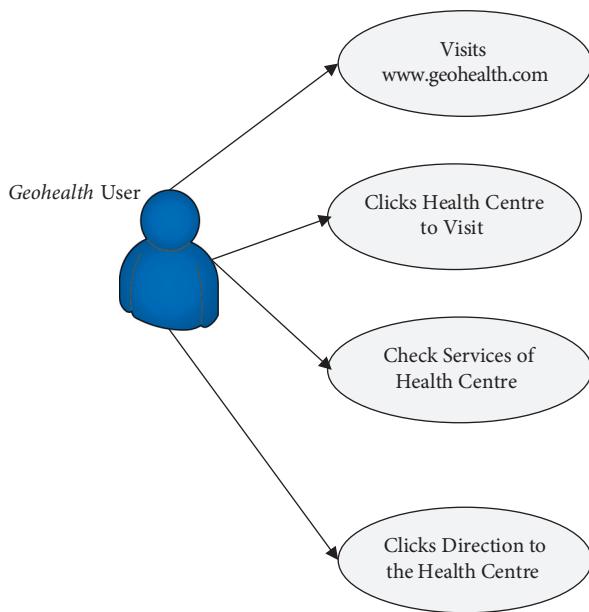 Visits
www.geohealth.com
Geohealth User
Clicks Health Centre
to Visit
Check Services of
Health Centre
Clicks Direction to
the Health Centre